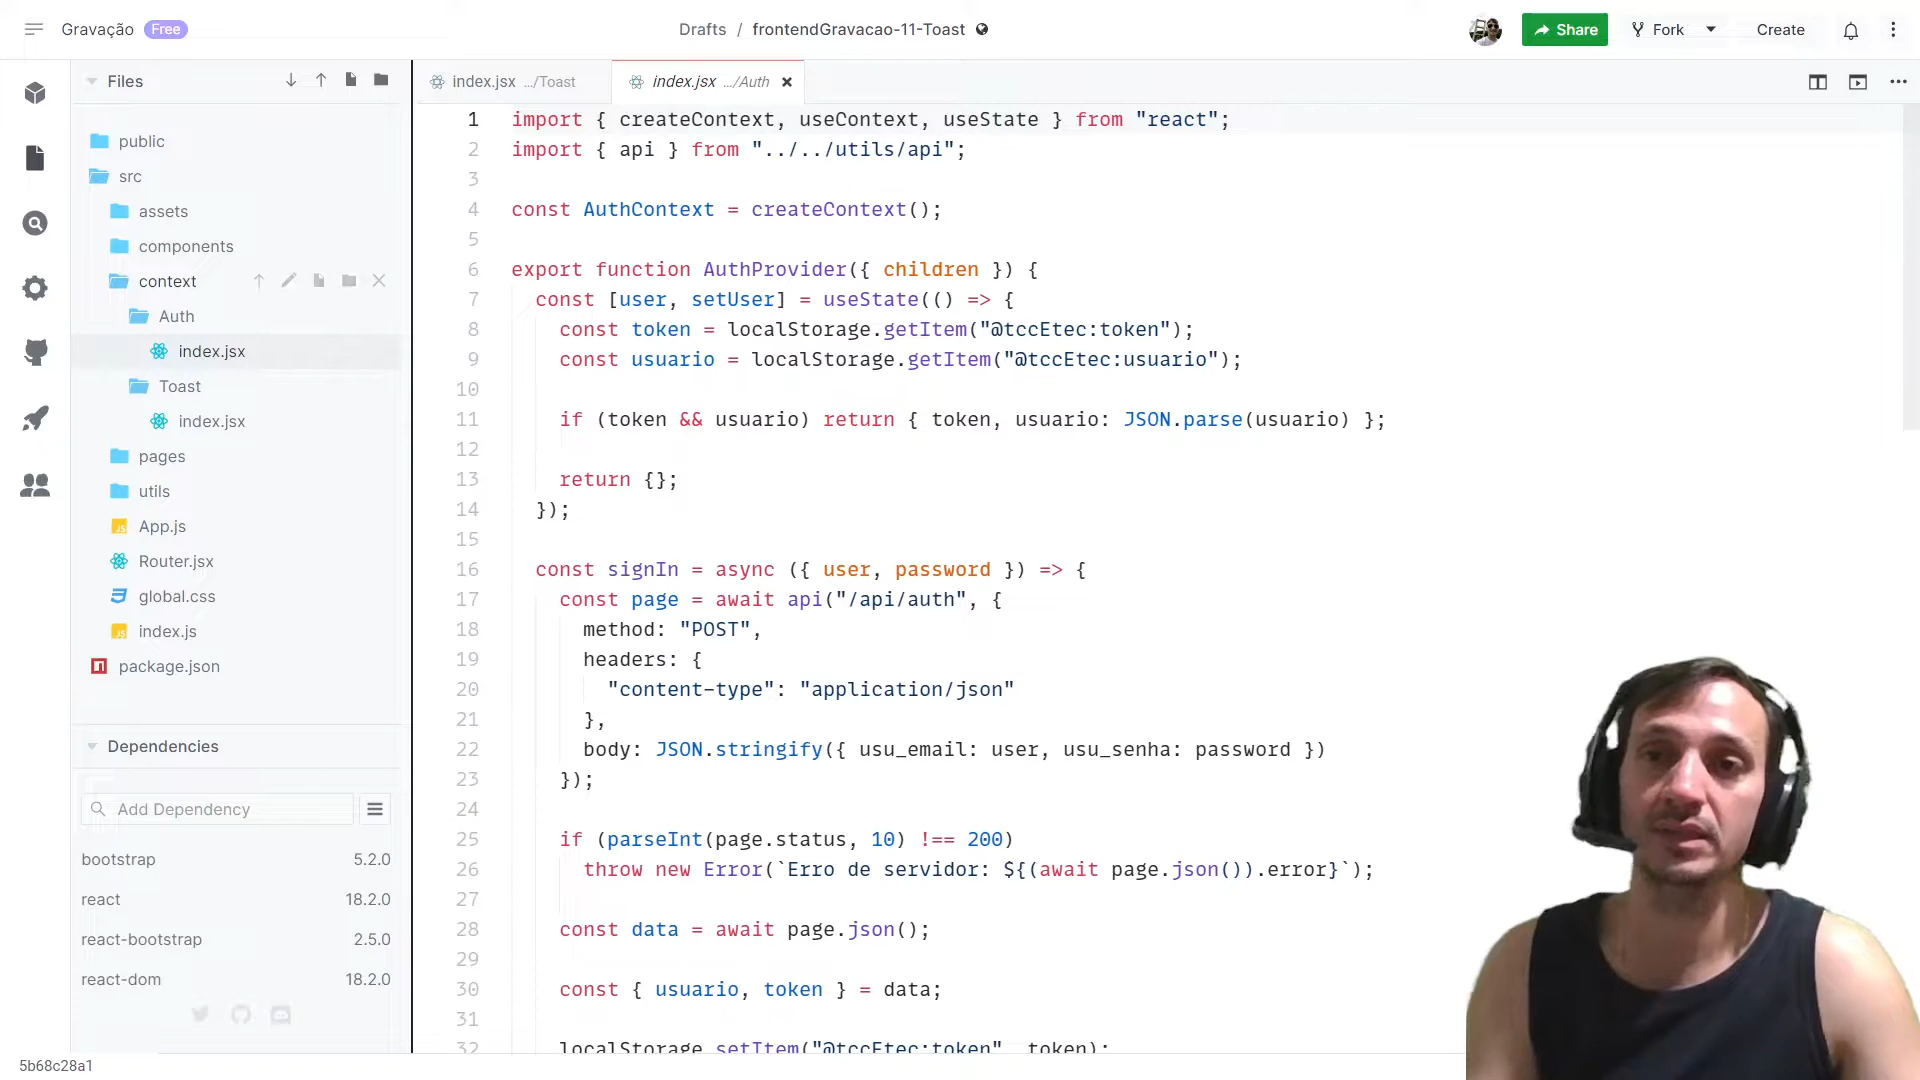 Gravação Free
Drafts / frontendGravacao-11-Toast
Share
Fork
Create
Files
public
src
assets
components
context
Auth
index.jsx
Toast
index.jsx
pages
utils
App.js
Router.jsx
global.css
index.js
package.json
Dependencies
Add Dependency
bootstrap 5.2.0
react 18.2.0
react-bootstrap 2.5.0
react-dom 18.2.0
5b68c28a1
index.jsx .../Toast
index.jsx .../Auth
1 import { createContext, useContext, useState } from "react";
2 import { api } from "../../utils/api";
3
4 const AuthContext = createContext();
5
6 export function AuthProvider({ children }) {
7 const [user, setUser] = useState(() => {
8 const token = localStorage.getItem("@tccEtec:token");
9 const usuario = localStorage.getItem("@tccEtec:usuario");
10
11 if (token && usuario) return { token, usuario: JSON.parse(usuario) };
12
13 return {};
14 });
15
16 const signIn = async ({ user, password }) => {
17 const page = await api("/api/auth", {
18 method: "POST",
19 headers: {
20 "content-type": "application/json"
21 },
22 body: JSON.stringify({ usu_email: user, usu_senha: password })
23 });
24
25 if (parseInt(page.status, 10) !== 200)
26 throw new Error(`Erro de servidor: ${(await page.json()).error}`);
27
28 const data = await page.json();
29
30 const { usuario, token } = data;
31
32 localStorage.setItem("@tccEtec:token", token);